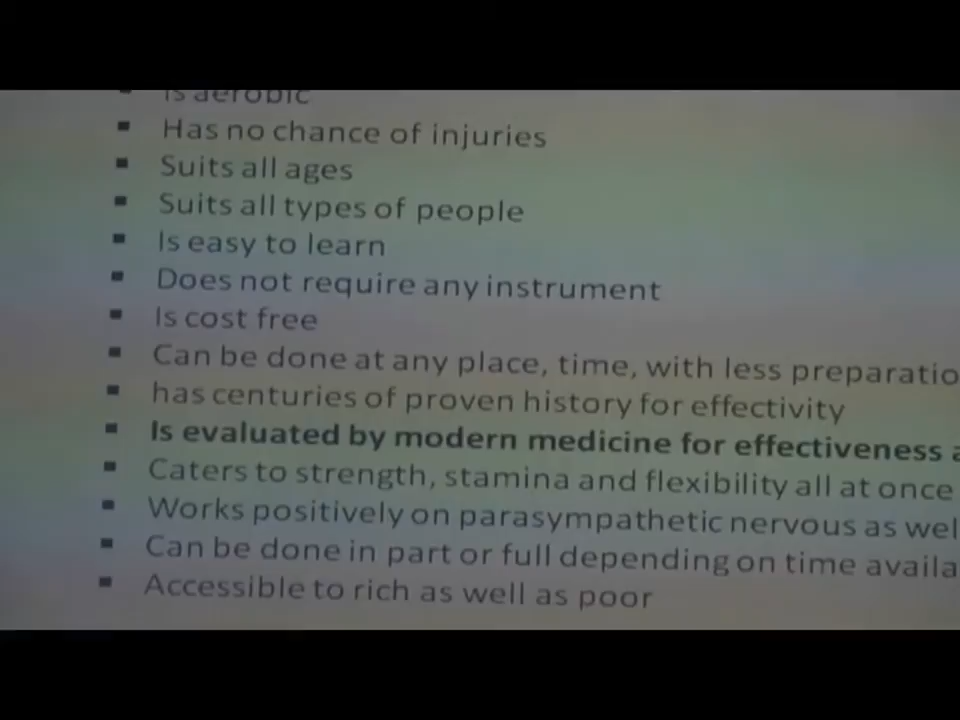 Is aerobic
Has no chance of injuries
Suits all ages
Suits all types of people
Is easy to learn
Does not require any instrument
Is cost free
Can be done at any place, time, with less preparatio
has centuries of proven history for effectivity
Is evaluated by modern medicine for effectiveness a
Caters to strength, stamina and flexibility all at once
Works positively on parasympathetic nervous as wel
Can be done in part or full depending on time availa
Accessible to rich as well as poor